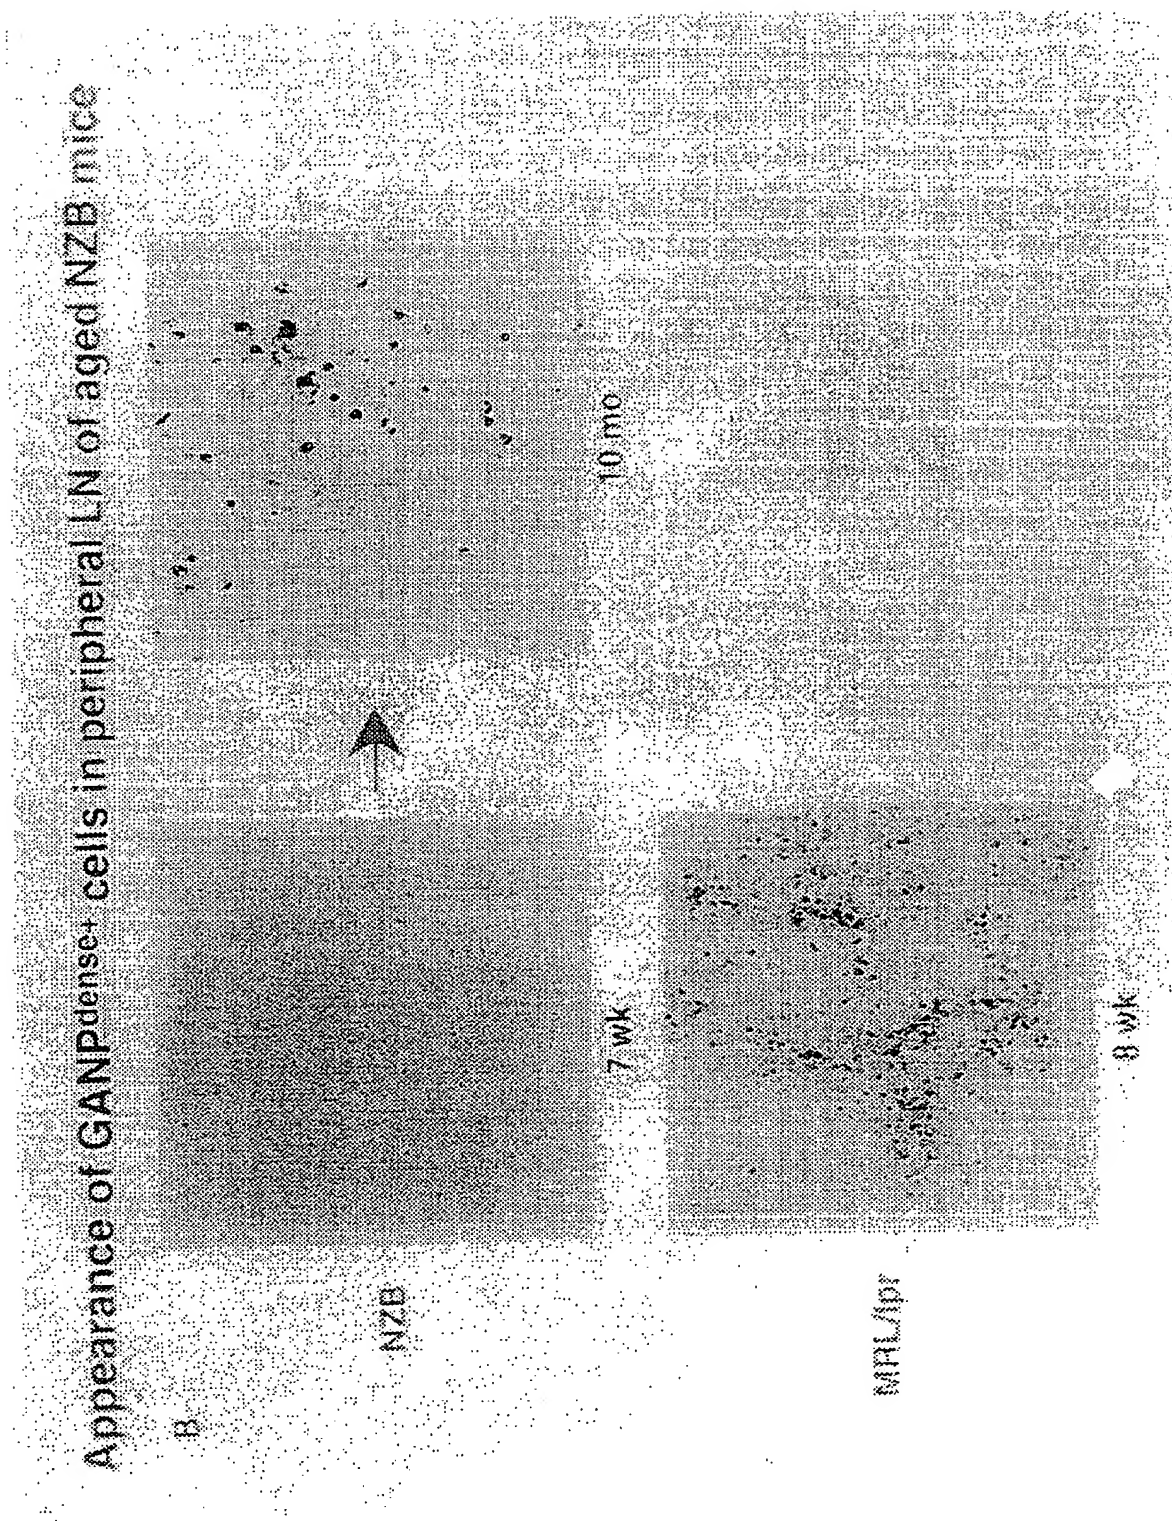 Appearance of GANPdense+ cells in peripheral LN of aged NZB mice
B
NZB
7 wk
10 mo
MRL/lpr
8 wk